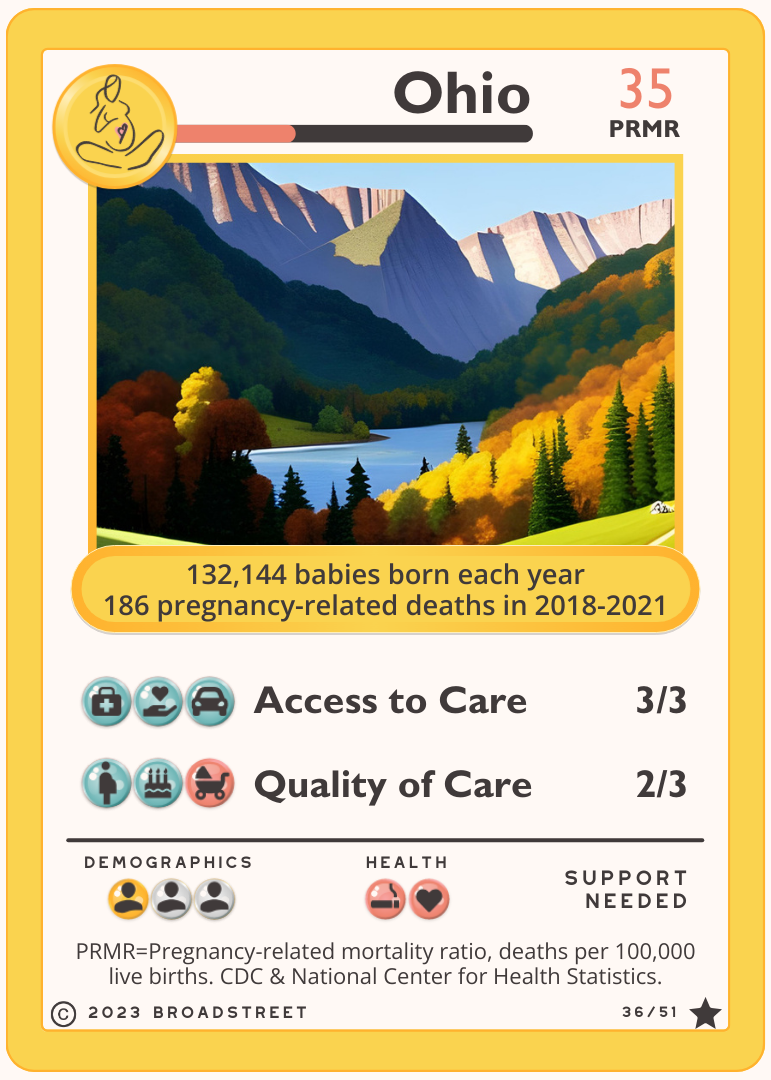 Ohio
35
PRMR
132,144 babies born each year
186 pregnancy-related deaths in 2018-2021
Access to Care 3/3
Quality of Care 2/3
DEMOGRAPHICS
HEALTH
SUPPORT
NEEDED
PRMR=Pregnancy-related mortality ratio, deaths per 100,000
live births. CDC & National Center for Health Statistics.
© 2023 BROADSTREET
36/51